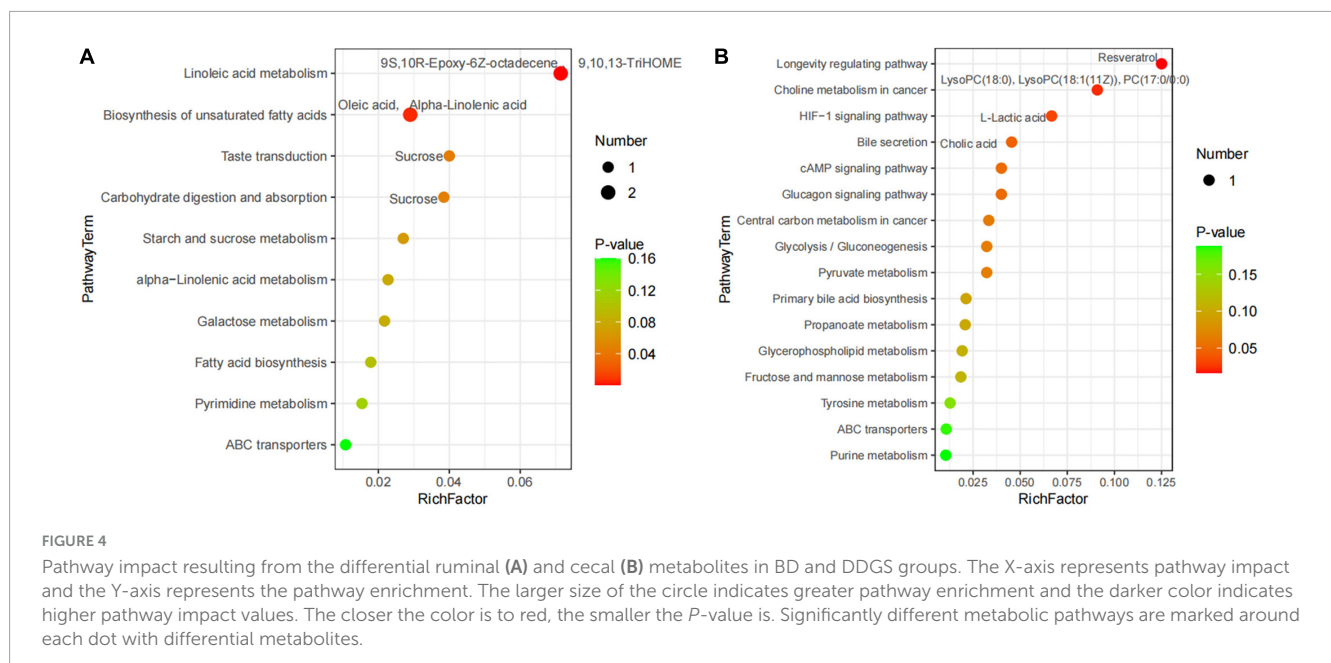 A
PathwayTerm
Linoleic acid metabolism
Biosynthesis of unsaturated fatty acids
Taste transduction
Carbohydrate digestion and absorption
Starch and sucrose metabolism
alpha−Linolenic acid metabolism
Galactose metabolism
Fatty acid biosynthesis
Pyrimidine metabolism
ABC transporters
9S,10R-Epoxy-6Z-octadecene, 9,10,13-TriHOME
Oleic acid, Alpha-Linolenic acid
Sucrose
Sucrose
0.02 0.04 0.06
RichFactor
Number
1
2
P-value
0.16
0.12
0.08
0.04
B
PathwayTerm
Longevity regulating pathway
Choline metabolism in cancer
HIF−1 signaling pathway
Bile secretion
cAMP signaling pathway
Glucagon signaling pathway
Central carbon metabolism in cancer
Glycolysis / Gluconeogenesis
Pyruvate metabolism
Primary bile acid biosynthesis
Propanoate metabolism
Glycerophospholipid metabolism
Fructose and mannose metabolism
Tyrosine metabolism
ABC transporters
Purine metabolism
Resveratrol
LysoPC(18:0), LysoPC(18:1(11Z)), PC(17:0/0:0)
L-Lactic acid
Cholic acid
0.025 0.050 0.075 0.100 0.125
RichFactor
Number
1
P-value
0.15
0.10
0.05
FIGURE 4
Pathway impact resulting from the differential ruminal (A) and cecal (B) metabolites in BD and DDGS groups. The X-axis represents pathway impact
and the Y-axis represents the pathway enrichment. The larger size of the circle indicates greater pathway enrichment and the darker color indicates
higher pathway impact values. The closer the color is to red, the smaller the P-value is. Significantly different metabolic pathways are marked around
each dot with differential metabolites.